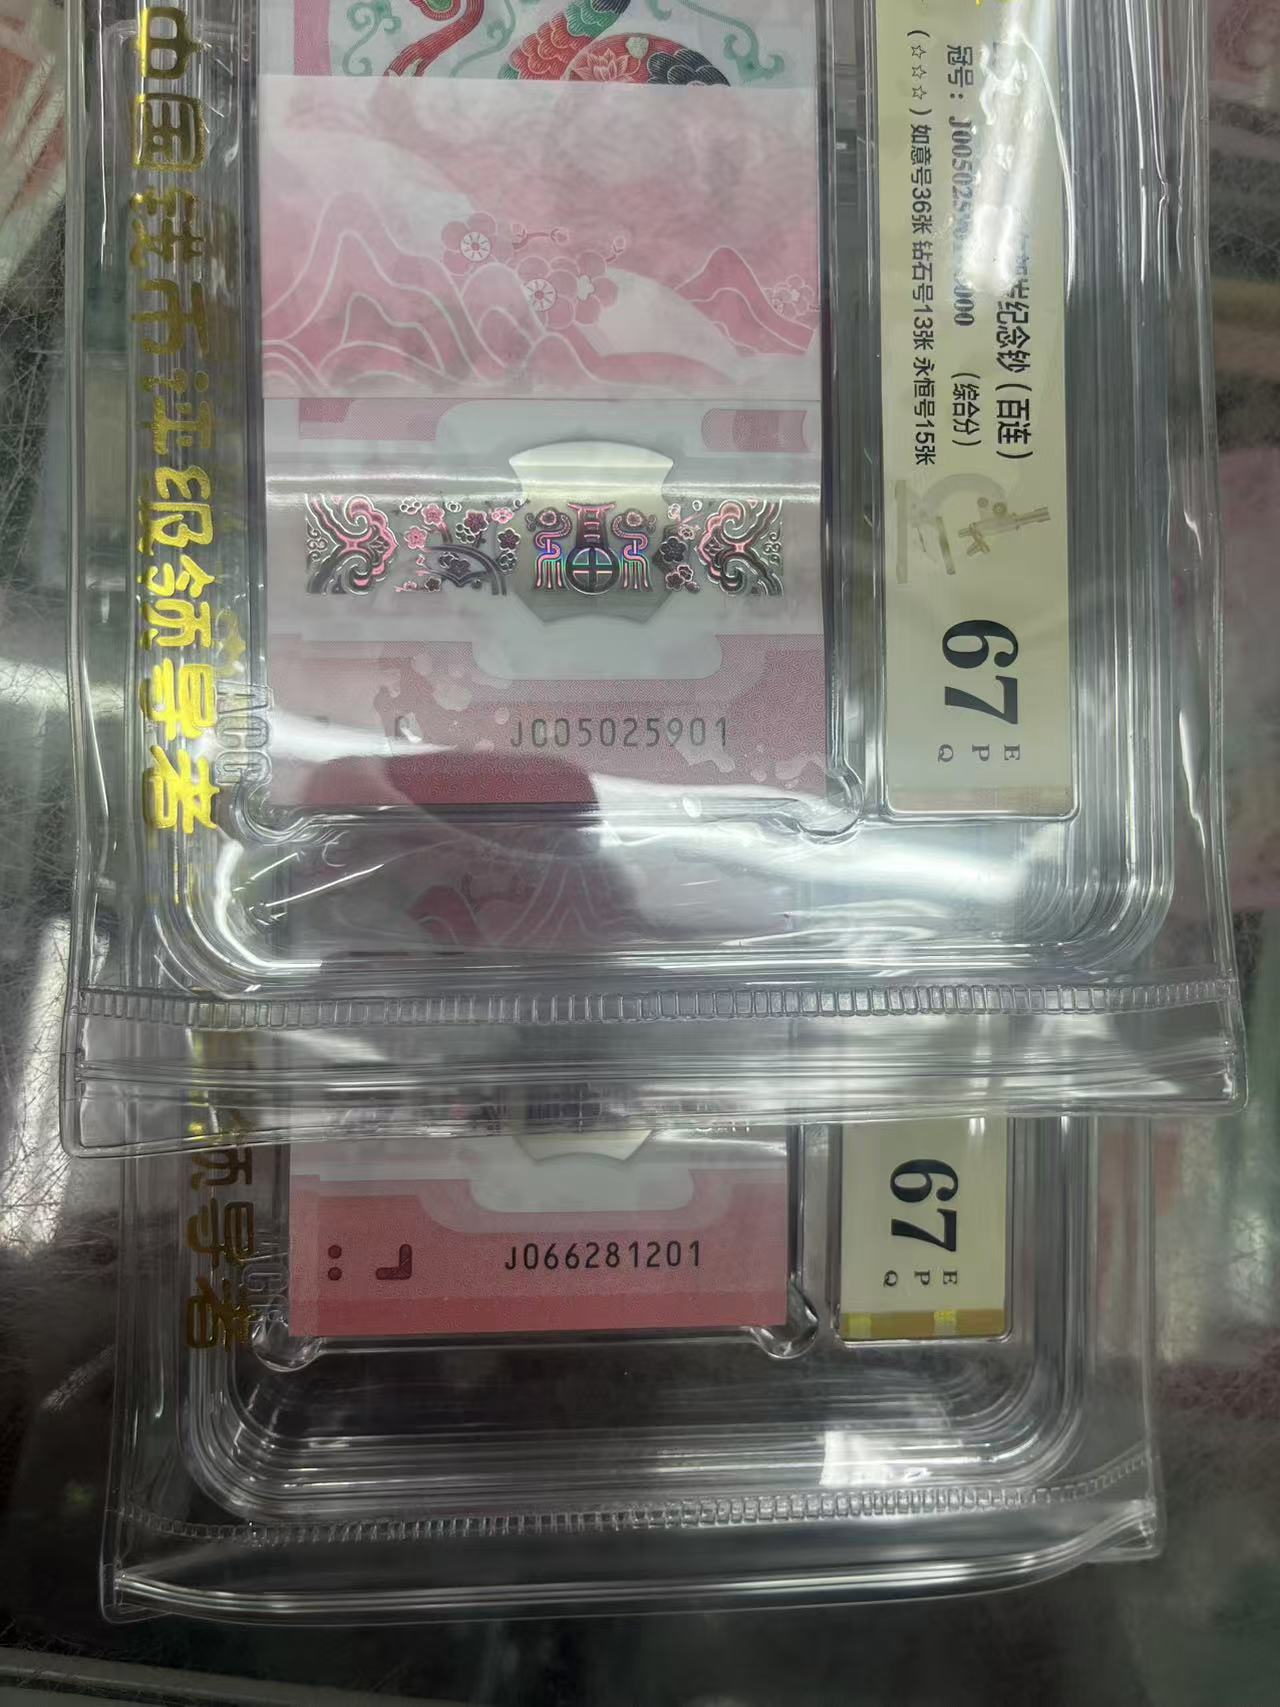 中国钱币评级领导者
ACG
纪念钞（百连）
冠号：
（综合分）
（☆☆☆）如意号36张 钻石号13张 永恒号15张
67
E
P
Q
J005025901
领导者
67
E
P
Q
J066281201